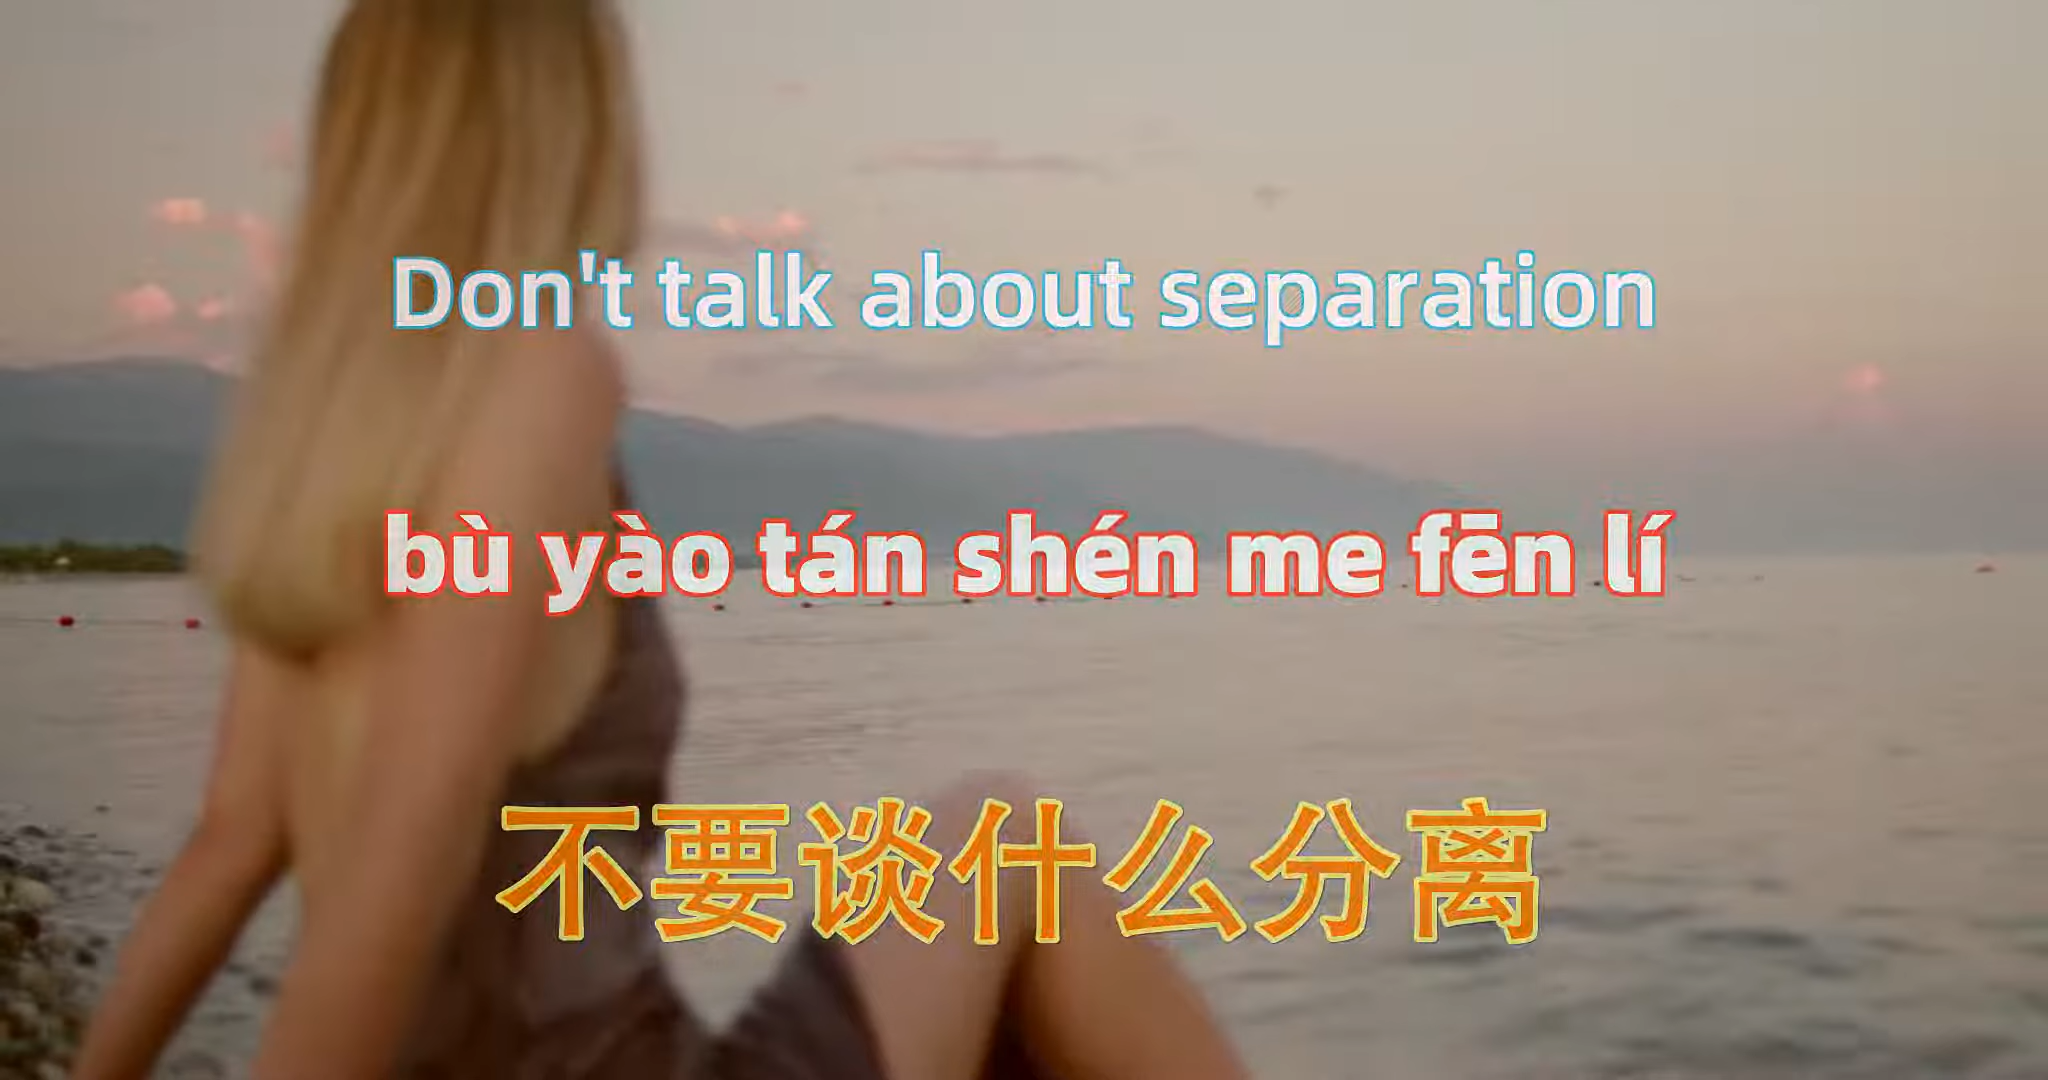 Don't talk about separation
bù yào tán shén me fēn lí
不要谈什么分离